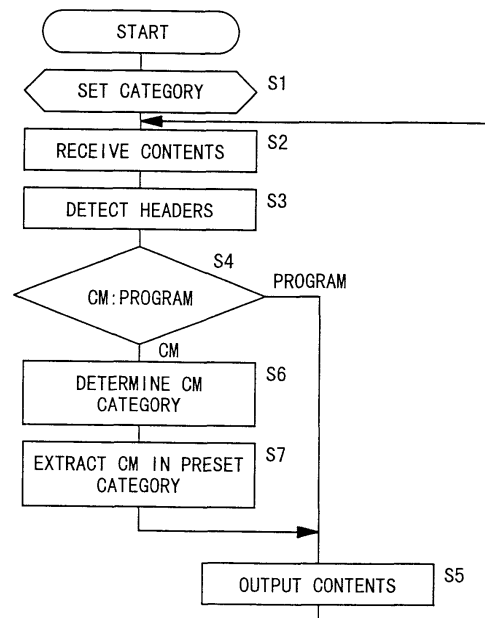 START
SET CATEGORY
S1
RECEIVE CONTENTS
S2
DETECT HEADERS
S3
S4
CM:PROGRAM
PROGRAM
CM
DETERMINE CM
CATEGORY
S6
EXTRACT CM IN PRESET
CATEGORY
S7
OUTPUT CONTENTS
S5